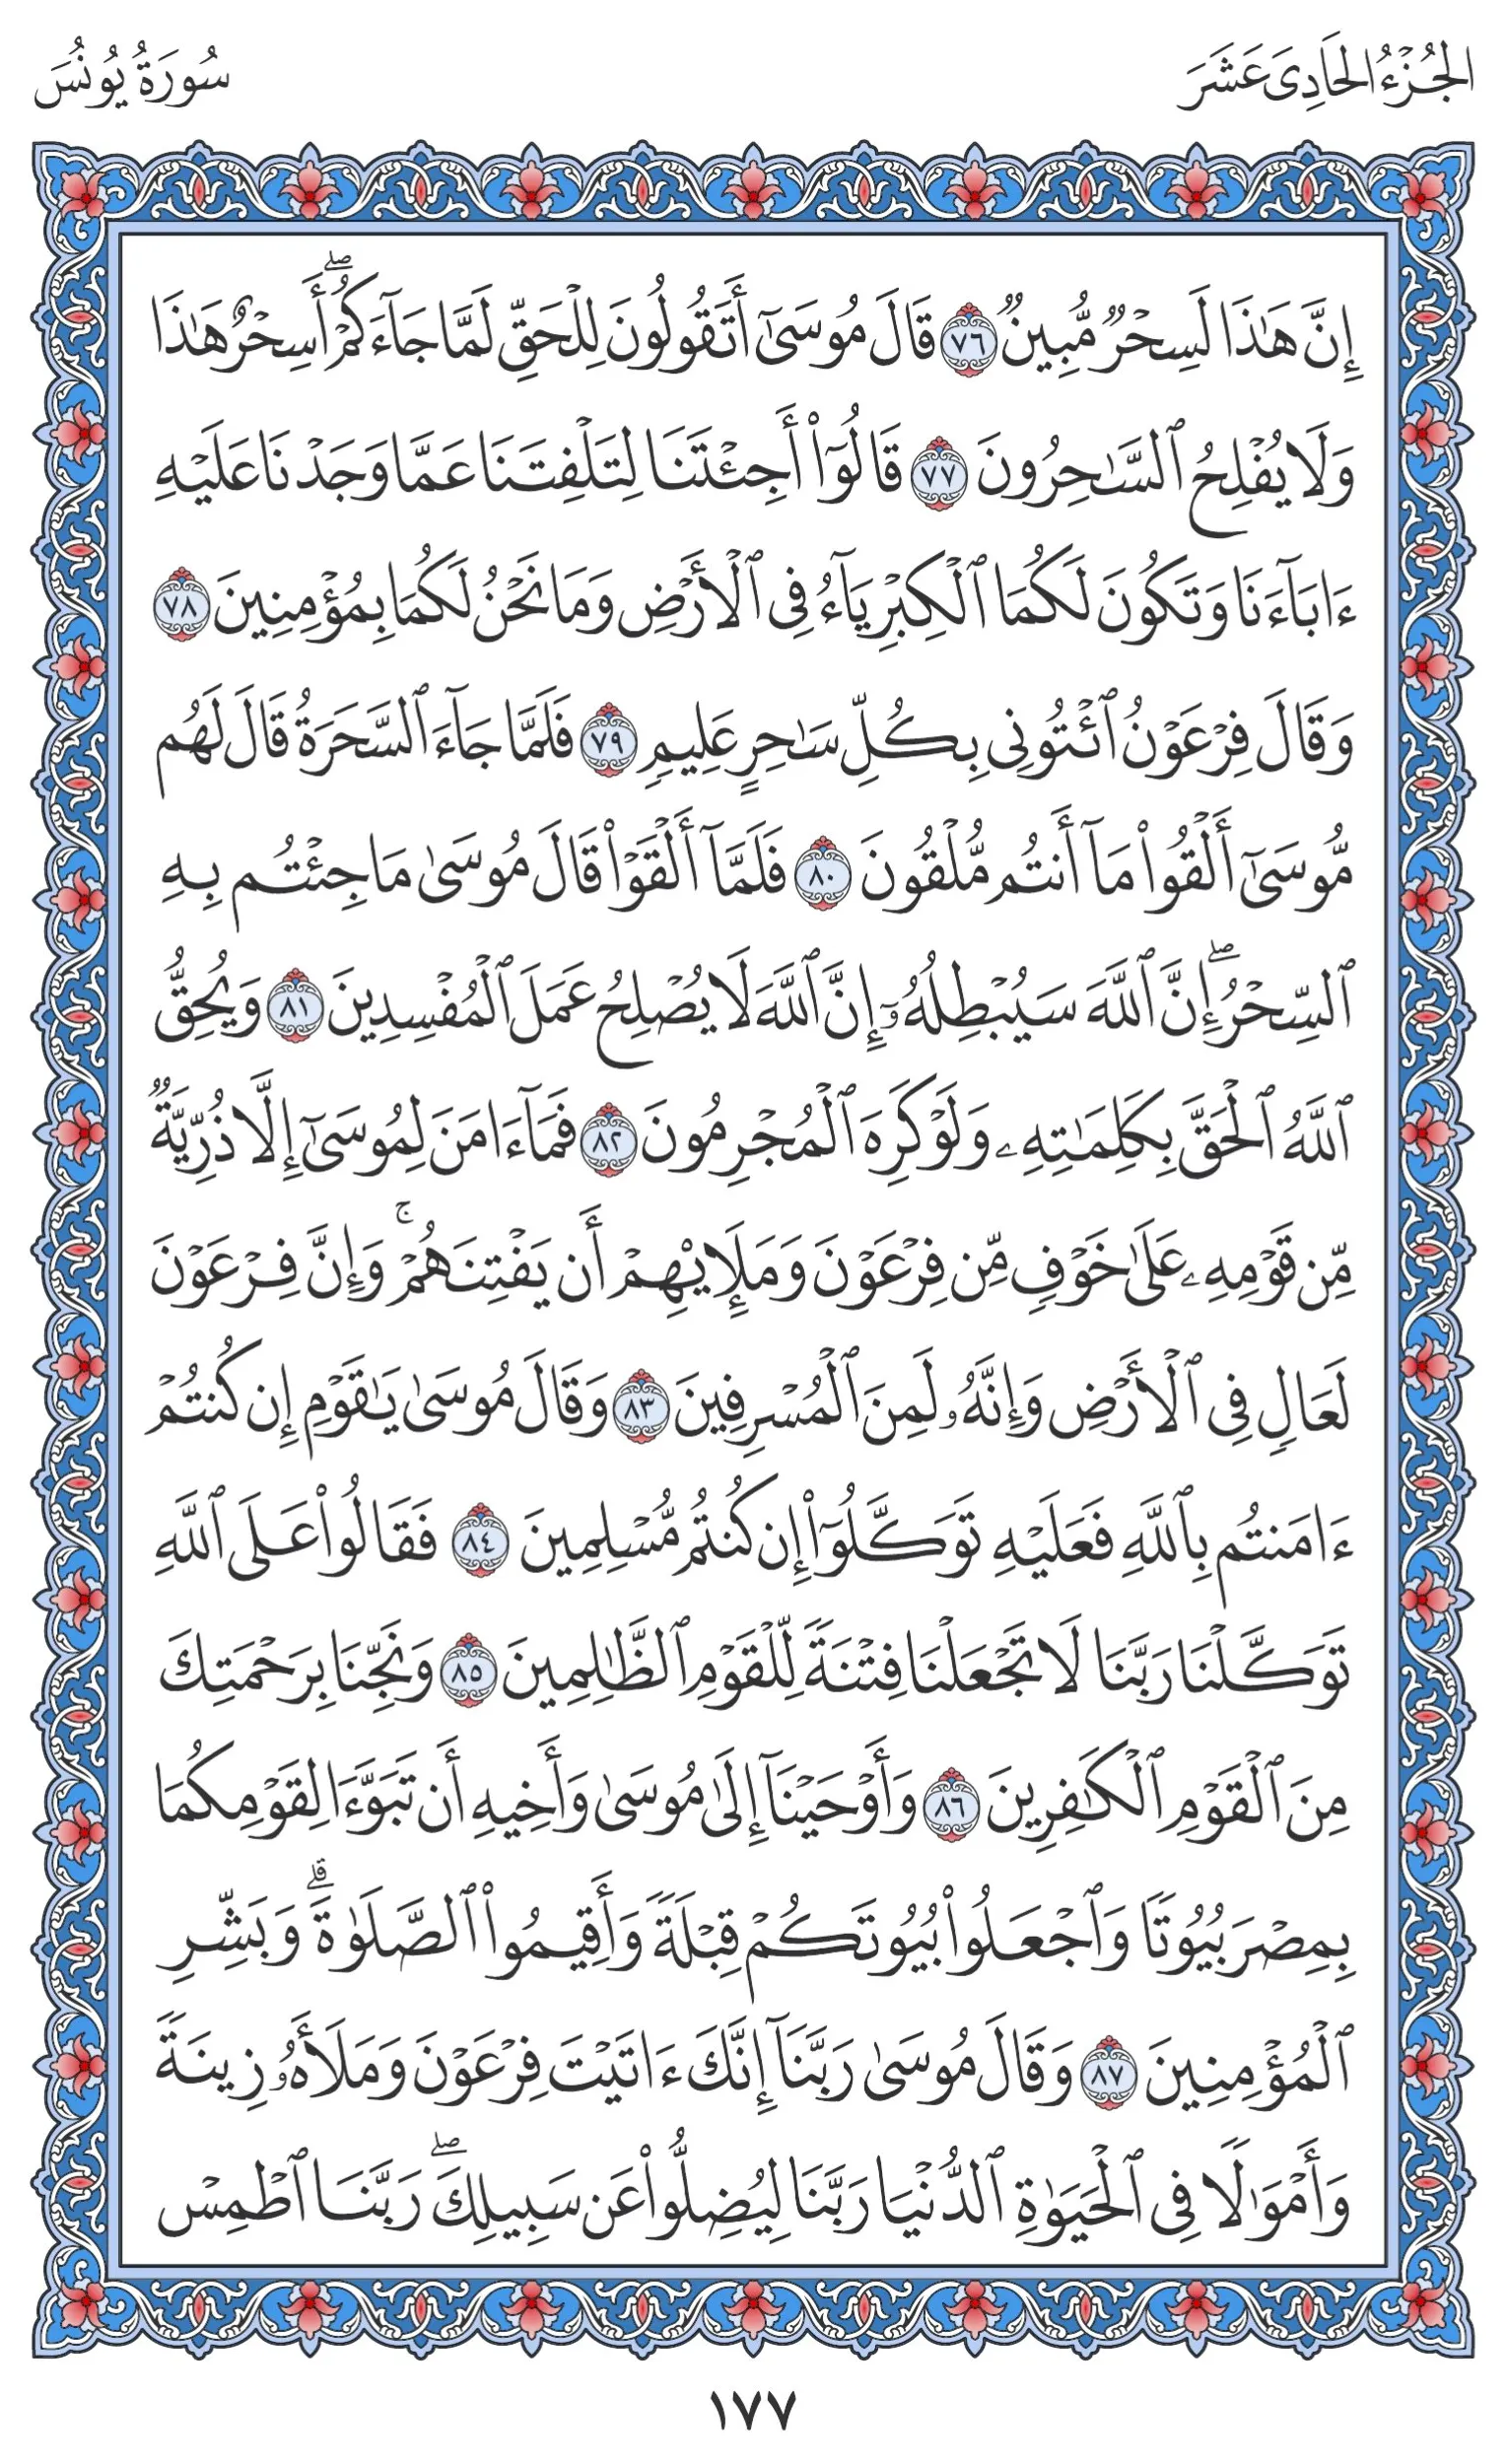 الجُزْءُ الحَادِىَ عَشَرَ
سُورَةُ يُونُسَ
إِنَّ هَٰذَا لَسِحْرٌ مُّبِينٌ ٧٦ قَالَ مُوسَىٰٓ أَتَقُولُونَ لِلْحَقِّ لَمَّا جَآءَكُمْۖ أَسِحْرٌ هَٰذَا
وَلَا يُفْلِحُ ٱلسَّٰحِرُونَ ٧٧ قَالُوٓا۟ أَجِئْتَنَا لِتَلْفِتَنَا عَمَّا وَجَدْنَا عَلَيْهِ
ءَابَآءَنَا وَتَكُونَ لَكُمَا ٱلْكِبْرِيَآءُ فِى ٱلْأَرْضِ وَمَا نَحْنُ لَكُمَا بِمُؤْمِنِينَ ٧٨
وَقَالَ فِرْعَوْنُ ٱئْتُونِى بِكُلِّ سَٰحِرٍ عَلِيمٍ ٧٩ فَلَمَّا جَآءَ ٱلسَّحَرَةُ قَالَ لَهُم
مُّوسَىٰٓ أَلْقُوا۟ مَآ أَنتُم مُّلْقُونَ ٨٠ فَلَمَّآ أَلْقَوْا۟ قَالَ مُوسَىٰ مَا جِئْتُم بِهِ
ٱلسِّحْرُۖ إِنَّ ٱللَّهَ سَيُبْطِلُهُۥٓ إِنَّ ٱللَّهَ لَا يُصْلِحُ عَمَلَ ٱلْمُفْسِدِينَ ٨١ وَيُحِقُّ
ٱللَّهُ ٱلْحَقَّ بِكَلِمَٰتِهِۦ وَلَوْ كَرِهَ ٱلْمُجْرِمُونَ ٨٢ فَمَآ ءَامَنَ لِمُوسَىٰٓ إِلَّا ذُرِّيَّةٌ
مِّن قَوْمِهِۦ عَلَىٰ خَوْفٍ مِّن فِرْعَوْنَ وَمَلَإِي۟هِمْ أَن يَفْتِنَهُمْۚ وَإِنَّ فِرْعَوْنَ
لَعَالٍ فِى ٱلْأَرْضِ وَإِنَّهُۥ لَمِنَ ٱلْمُسْرِفِينَ ٨٣ وَقَالَ مُوسَىٰ يَٰقَوْمِ إِن كُنتُمْ
ءَامَنتُم بِٱللَّهِ فَعَلَيْهِ تَوَكَّلُوٓا۟ إِن كُنتُم مُّسْلِمِينَ ٨٤ فَقَالُوا۟ عَلَى ٱللَّهِ
تَوَكَّلْنَا رَبَّنَا لَا تَجْعَلْنَا فِتْنَةً لِّلْقَوْمِ ٱلظَّٰلِمِينَ ٨٥ وَنَجِّنَا بِرَحْمَتِكَ
مِنَ ٱلْقَوْمِ ٱلْكَٰفِرِينَ ٨٦ وَأَوْحَيْنَآ إِلَىٰ مُوسَىٰ وَأَخِيهِ أَن تَبَوَّءَا لِقَوْمِكُمَا
بِمِصْرَ بُيُوتًا وَٱجْعَلُوا۟ بُيُوتَكُمْ قِبْلَةً وَأَقِيمُوا۟ ٱلصَّلَوٰةَۗ وَبَشِّرِ
ٱلْمُؤْمِنِينَ ٨٧ وَقَالَ مُوسَىٰ رَبَّنَآ إِنَّكَ ءَاتَيْتَ فِرْعَوْنَ وَمَلَأَهُۥ زِينَةً
وَأَمْوَٰلًا فِى ٱلْحَيَوٰةِ ٱلدُّنْيَا رَبَّنَا لِيُضِلُّوا۟ عَن سَبِيلِكَۖ رَبَّنَا ٱطْمِسْ
١٧٧